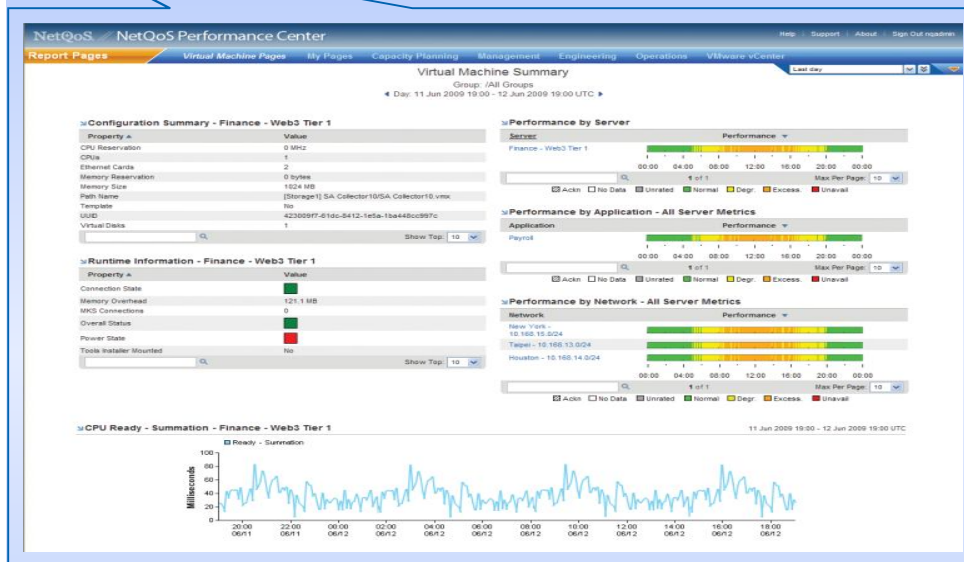 NetQoS NetQoS Performance Center
Help Support About Sign Out nqadmin
Report Pages Virtual Machine Pages My Pages Capacity Planning Management Engineering Operations VMware vCenter
Virtual Machine Summary
Last day
Group: /All Groups
Day: 11 Jun 2009 19:00 - 12 Jun 2009 19:00 UTC
Configuration Summary - Finance - Web3 Tier 1
Property Value
CPU Reservation 0 MHz
CPUs 1
Ethernet Cards 2
Memory Reservation 0 bytes
Memory Size 1024 MB
Path Name [Storage1] SA Collector10/SA Collector10.vmx
Template No
UUID
Virtual Disks 1
Show Top: 10
Runtime Information - Finance - Web3 Tier 1
Property Value
Connection State
Memory Overhead 121.1 MB
MKS Connections 0
Overall Status
Power State
Tools Installer Mounted No
Show Top: 10
Performance by Server
Server Performance
Finance - Web3 Tier 1
00:00 04:00 08:00 12:00 16:00 20:00 00:00
1 of 1 Max Per Page: 10
Ackn No Data Unrated Normal Degr. Excess. Unavail
Performance by Application - All Server Metrics
Application Performance
Payroll
00:00 04:00 08:00 12:00 16:00 20:00 00:00
1 of 1 Max Per Page: 10
Ackn No Data Unrated Normal Degr. Excess. Unavail
Performance by Network - All Server Metrics
Network Performance
New York -
10.168.15.0/24
Taipei - 10.168.13.0/24
Houston - 10.168.14.0/24
00:00 04:00 08:00 12:00 16:00 20:00 00:00
1 of 1 Max Per Page: 10
Ackn No Data Unrated Normal Degr. Excess. Unavail
CPU Ready - Summation - Finance - Web3 Tier 1
11 Jun 2009 19:00 - 12 Jun 2009 19:00 UTC
Ready - Summation
Milliseconds
100
80
60
40
20
0
20:00 22:00 00:00 02:00 04:00 06:00 08:00 10:00 12:00 14:00 16:00 18:00
06/11 06/11 06/12 06/12 06/12 06/12 06/12 06/12 06/12 06/12 06/12 06/12